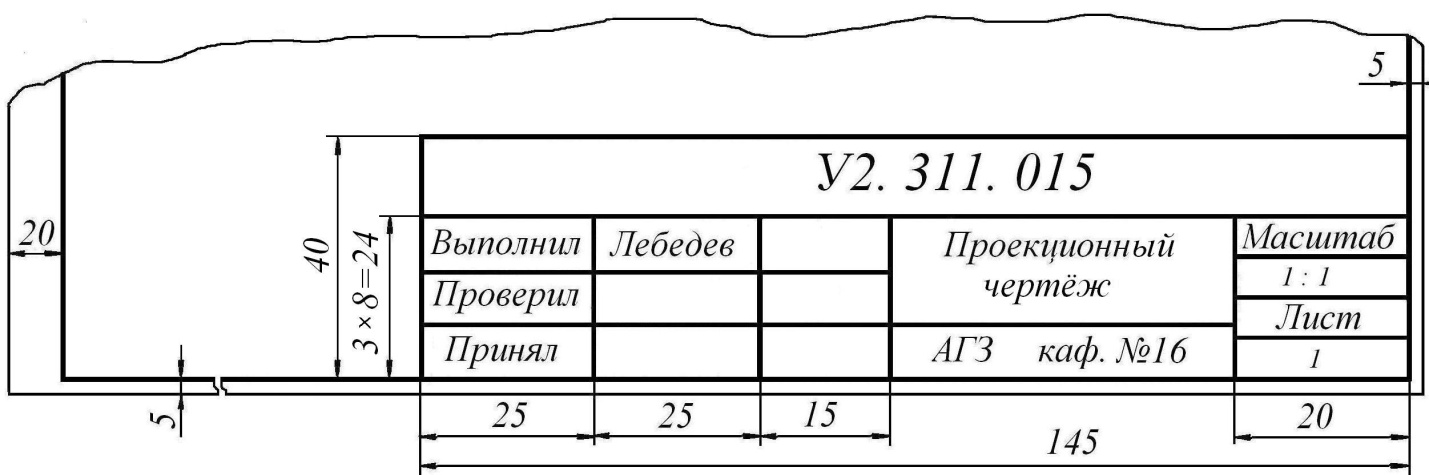 5
У2. 311. 015
20
40
3×8=24
Выполнил Лебедев Проекционный чертёж Масштаб
1 : 1
Проверил
Лист
Принял АГЗ каф. №16 1
5
25 25 15 20
145